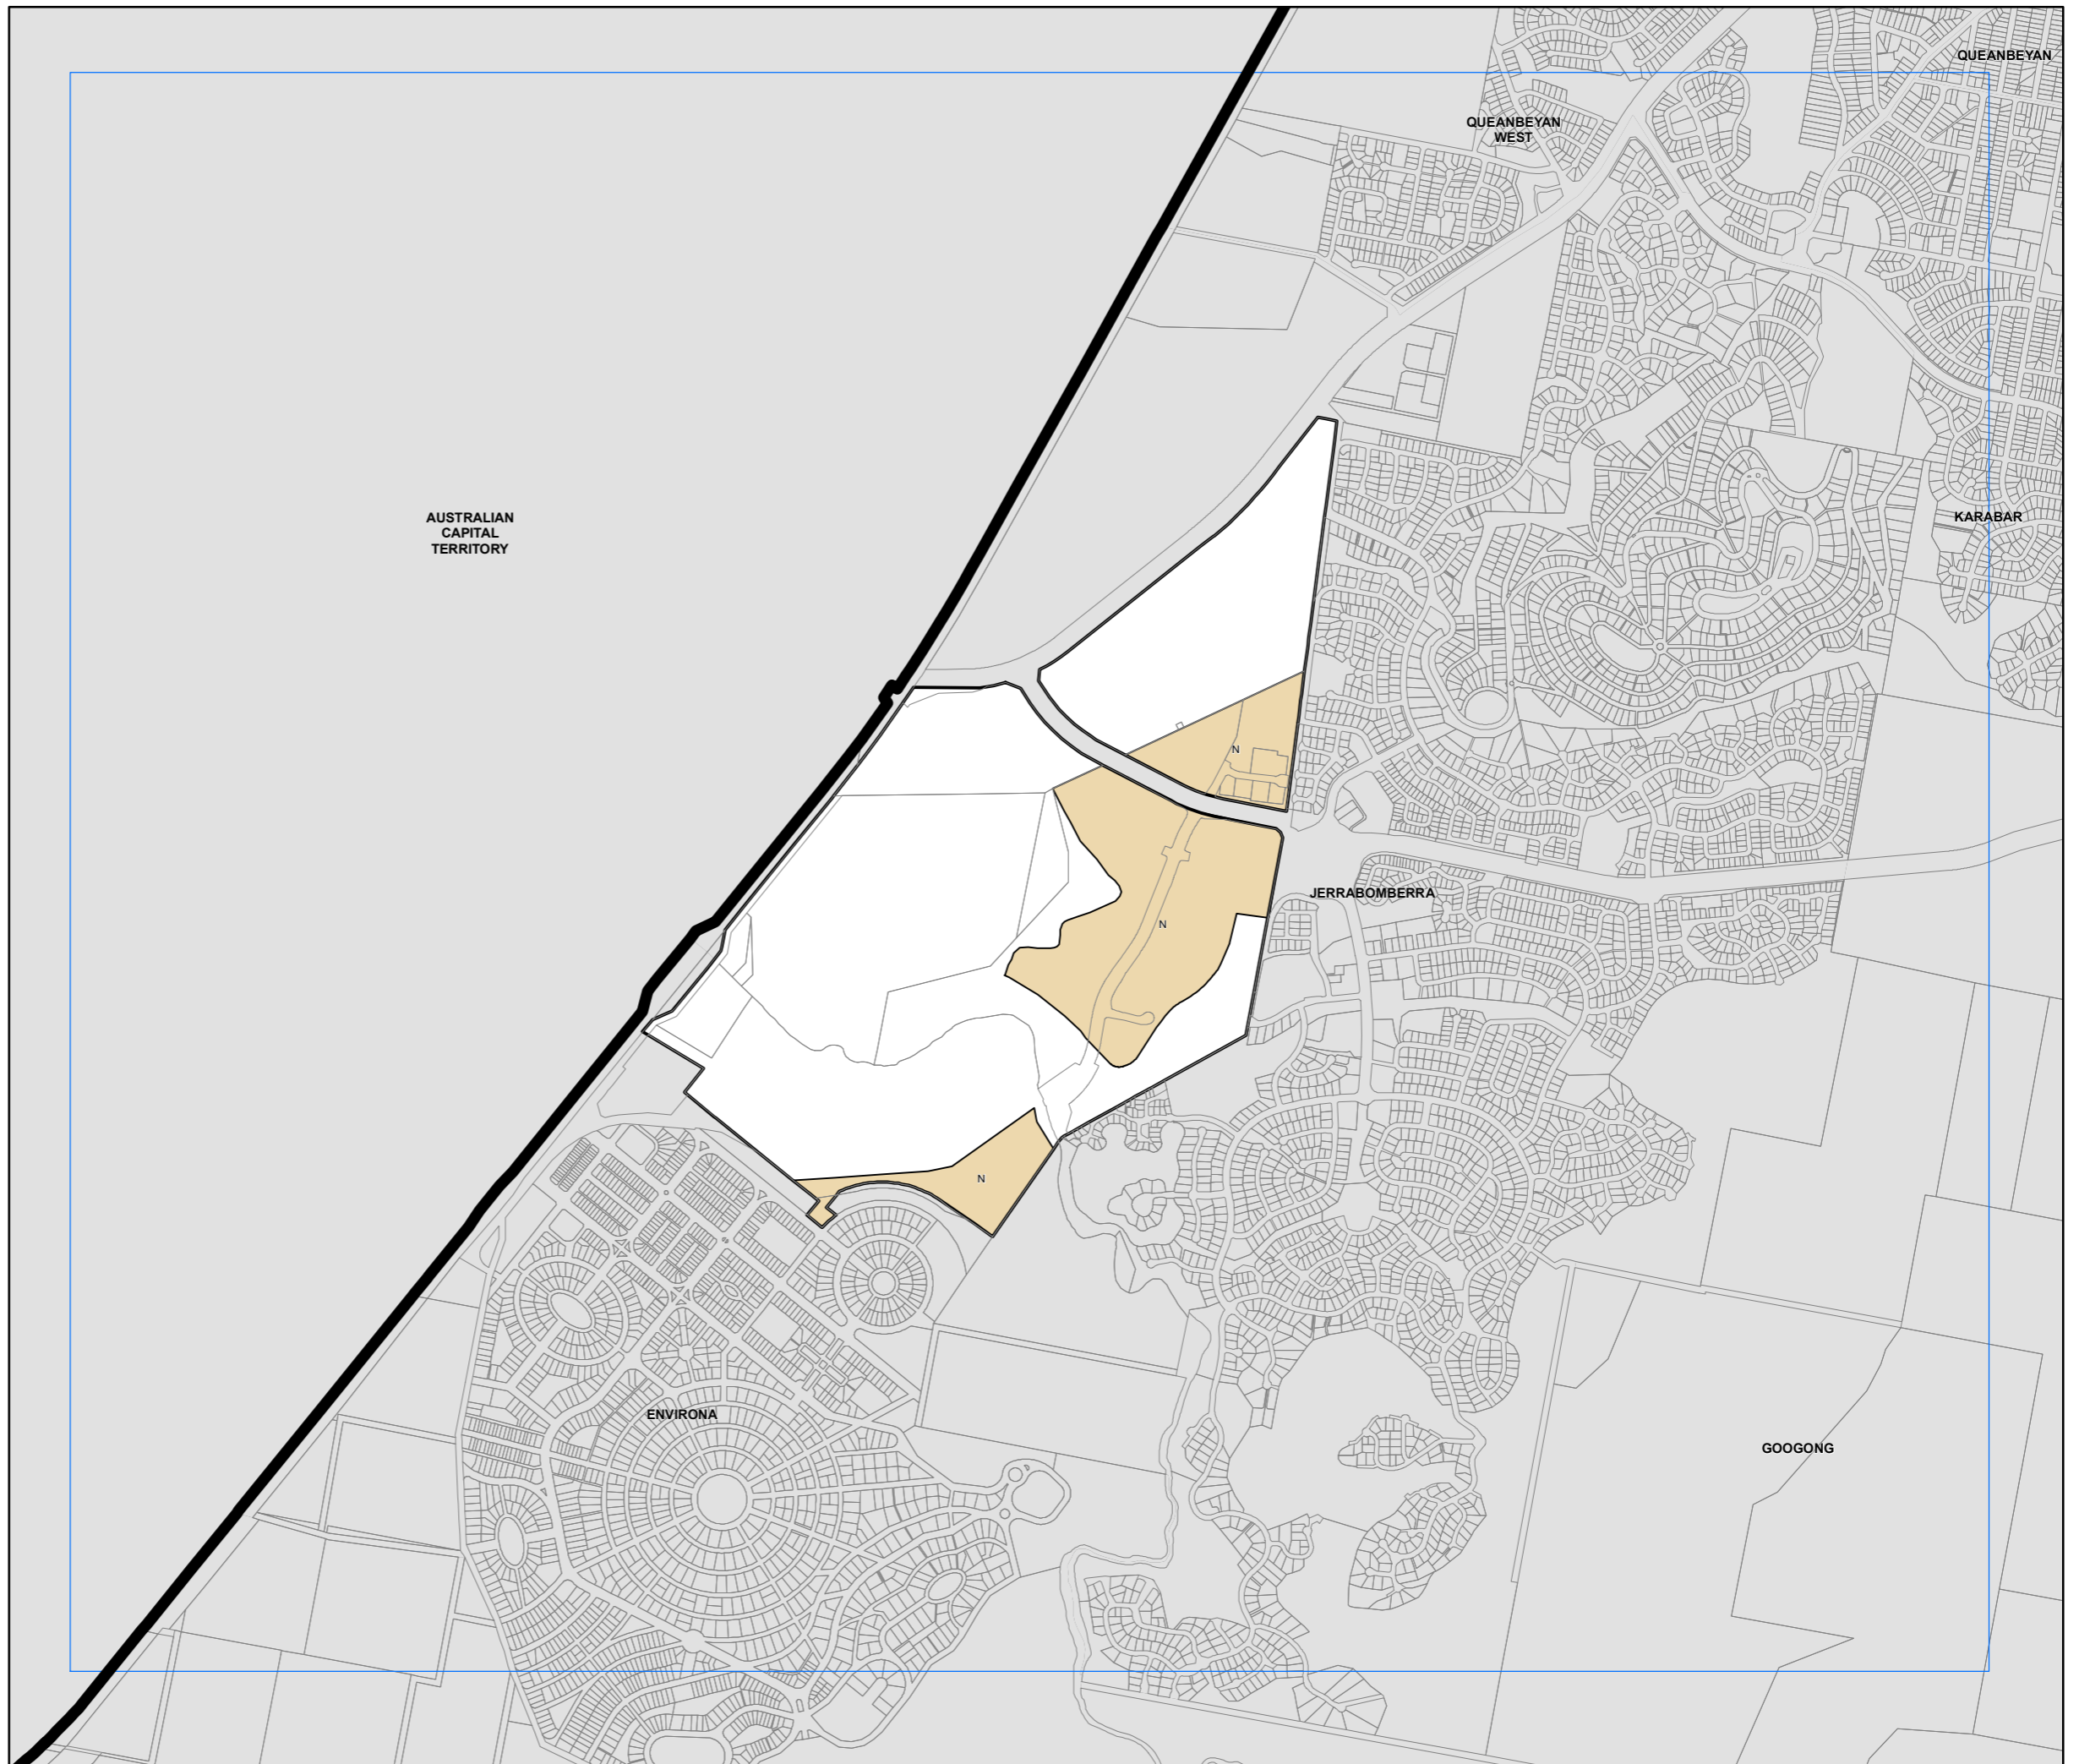 QUEANBEYAN
QUEANBEYAN
WEST
AUSTRALIAN
CAPITAL
TERRITORY
KARABAR
N
JERRABOMBERRA
N
N
ENVIRONA
GOOGONG